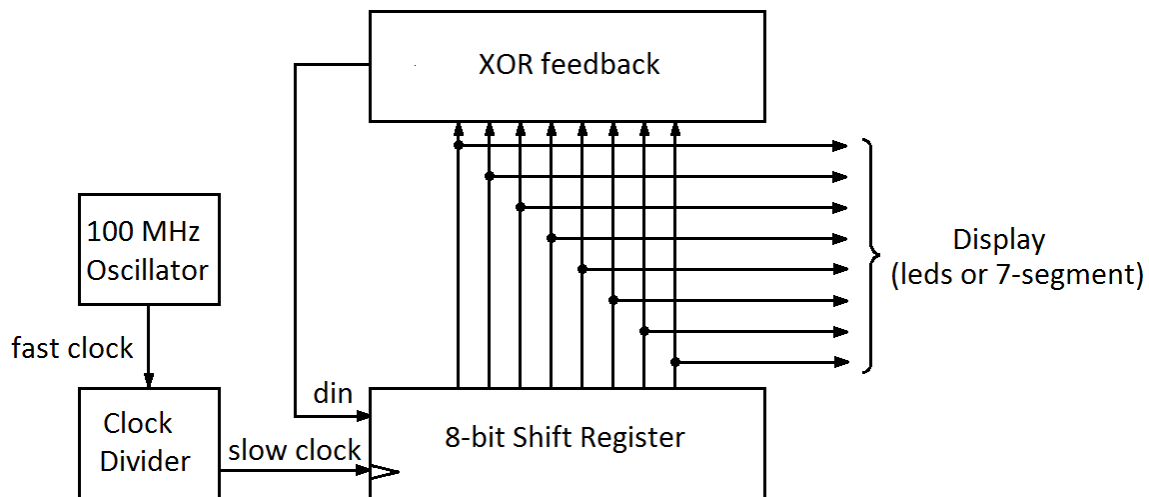 XOR feedback
100 MHz
Oscillator
Display
(leds or 7-segment)
fast clock
din
Clock
Divider
slow clock
8-bit Shift Register